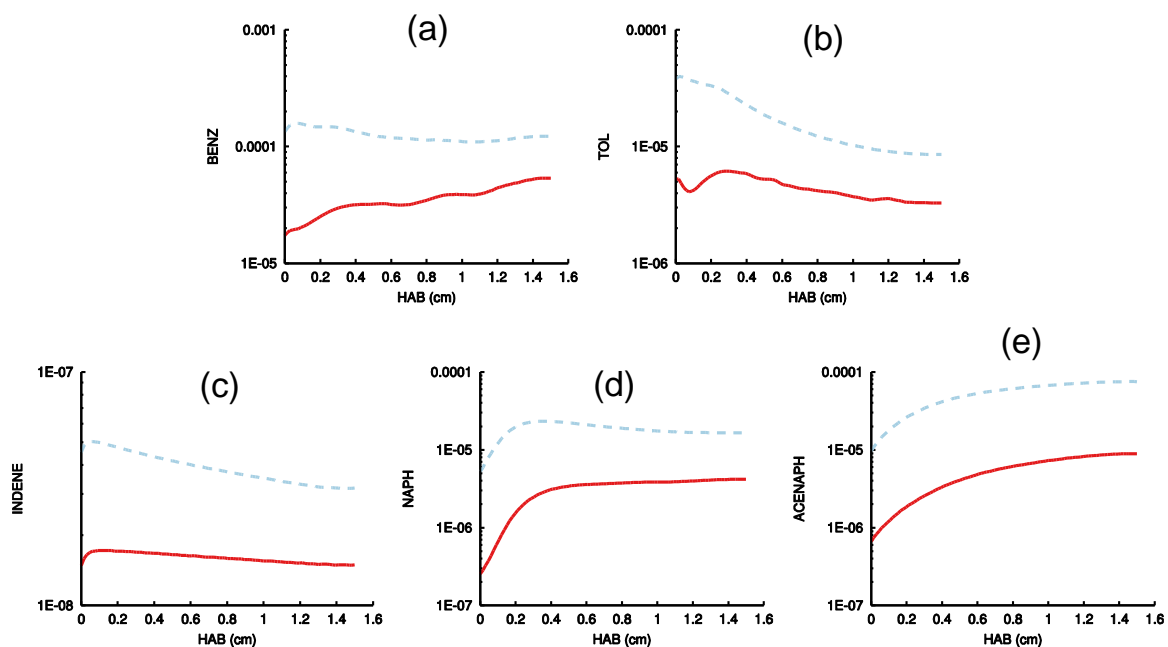 (a)
0.001
0.0001
1E-05
BENZ
0 0.2 0.4 0.6 0.8 1 1.2 1.4 1.6
HAB (cm)
(b)
0.0001
1E-05
1E-06
TOL
0 0.2 0.4 0.6 0.8 1 1.2 1.4 1.6
HAB (cm)
(c)
1E-07
1E-08
INDENE
0 0.2 0.4 0.6 0.8 1 1.2 1.4 1.6
HAB (cm)
(d)
0.0001
1E-05
1E-06
1E-07
NAPH
0 0.2 0.4 0.6 0.8 1 1.2 1.4 1.6
HAB (cm)
(e)
0.0001
1E-05
1E-06
1E-07
ACENAPH
0 0.2 0.4 0.6 0.8 1 1.2 1.4 1.6
HAB (cm)